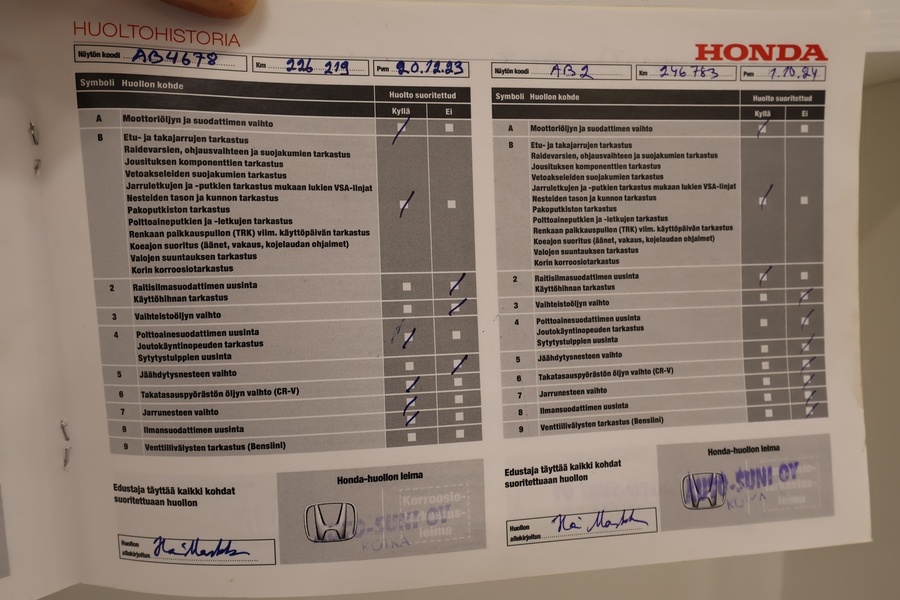 HUOLTOHISTORIA
HONDA
Näytön koodi AB4678 Km 226 219 Pvm 20.12.23
Symboli Huollon kohde Huolto suoritettu
Kyllä Ei
A Moottoriöljyn ja suodattimen vaihto
B Etu- ja takajarrujen tarkastus
Raidevarsien, ohjausvaihteen ja suojakumien tarkastus
Jousituksen komponenttien tarkastus
Vetoakseleiden suojakumien tarkastus
Jarruletkujen ja -putkien tarkastus mukaan lukien VSA-linjat
Nesteiden tason ja kunnon tarkastus
Pakoputkiston tarkastus
Polttoaineputkien ja -letkujen tarkastus
Renkaan paikkauspullon (TRK) viim. käyttöpäivän tarkastus
Koeajon suoritus (äänet, vakaus, kojelaudan ohjaimet)
Valojen suuntauksen tarkastus
Korin korroosiotarkastus
2 Raitisilmasuodattimen uusinta
Käyttöhihnan tarkastus
3 Vaihteistoöljyn vaihto
4 Polttoainesuodattimen uusinta
Joutokäyntinopeuden tarkastus
Sytytystulppien uusinta
5 Jäähdytysnesteen vaihto
6 Takatasauspyörästön öljyn vaihto (CR-V)
7 Jarrunesteen vaihto
8 Ilmansuodattimen uusinta
9 Venttiilivälysten tarkastus (Bensiini)
Edustaja täyttää kaikki kohdat
suoritettuaan huollon
Huollon
allekirjoitus
Honda-huollon leima
Korroosio-
leima
O-SUNI OY
KOTKA
Näytön koodi AB2 Km 246783 Pvm 1.10.24
Symboli Huollon kohde Huolto suoritettu
Kyllä Ei
A Moottoriöljyn ja suodattimen vaihto
B Etu- ja takajarrujen tarkastus
Raidevarsien, ohjausvaihteen ja suojakumien tarkastus
Jousituksen komponenttien tarkastus
Vetoakseleiden suojakumien tarkastus
Jarruletkujen ja -putkien tarkastus mukaan lukien VSA-linjat
Nesteiden tason ja kunnon tarkastus
Pakoputkiston tarkastus
Polttoaineputkien ja -letkujen tarkastus
Renkaan paikkauspullon (TRK) viim. käyttöpäivän tarkastus
Koeajon suoritus (äänet, vakaus, kojelaudan ohjaimet)
Valojen suuntauksen tarkastus
Korin korroosiotarkastus
2 Raitisilmasuodattimen uusinta
Käyttöhihnan tarkastus
3 Vaihteistoöljyn vaihto
4 Polttoainesuodattimen uusinta
Joutokäyntinopeuden tarkastus
Sytytystulppien uusinta
5 Jäähdytysnesteen vaihto
6 Takatasauspyörästön öljyn vaihto (CR-V)
7 Jarrunesteen vaihto
8 Ilmansuodattimen uusinta
9 Venttiilivälysten tarkastus (Bensiini)
Edustaja täyttää kaikki kohdat
suoritettuaan huollon
Huollon
allekirjoitus
Honda-huollon leima
-SUNI OY